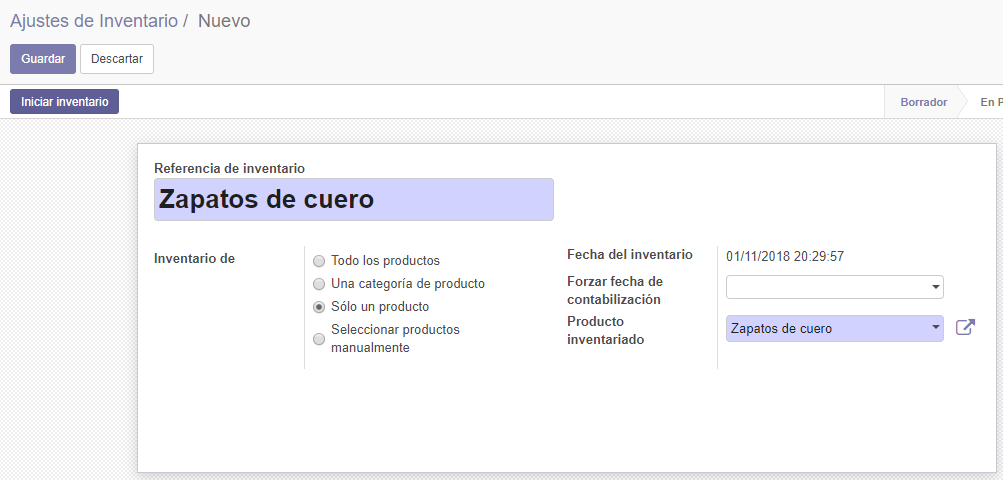 Ajustes de Inventario / Nuevo
Guardar Descartar
Iniciar inventario Borrador En P
Referencia de inventario
Zapatos de cuero
Inventario de
Todo los productos
Una categoría de producto
Sólo un producto
Seleccionar productos
manualmente
Fecha del inventario 01/11/2018 20:29:57
Forzar fecha de
contabilización
Producto
inventariado
Zapatos de cuero